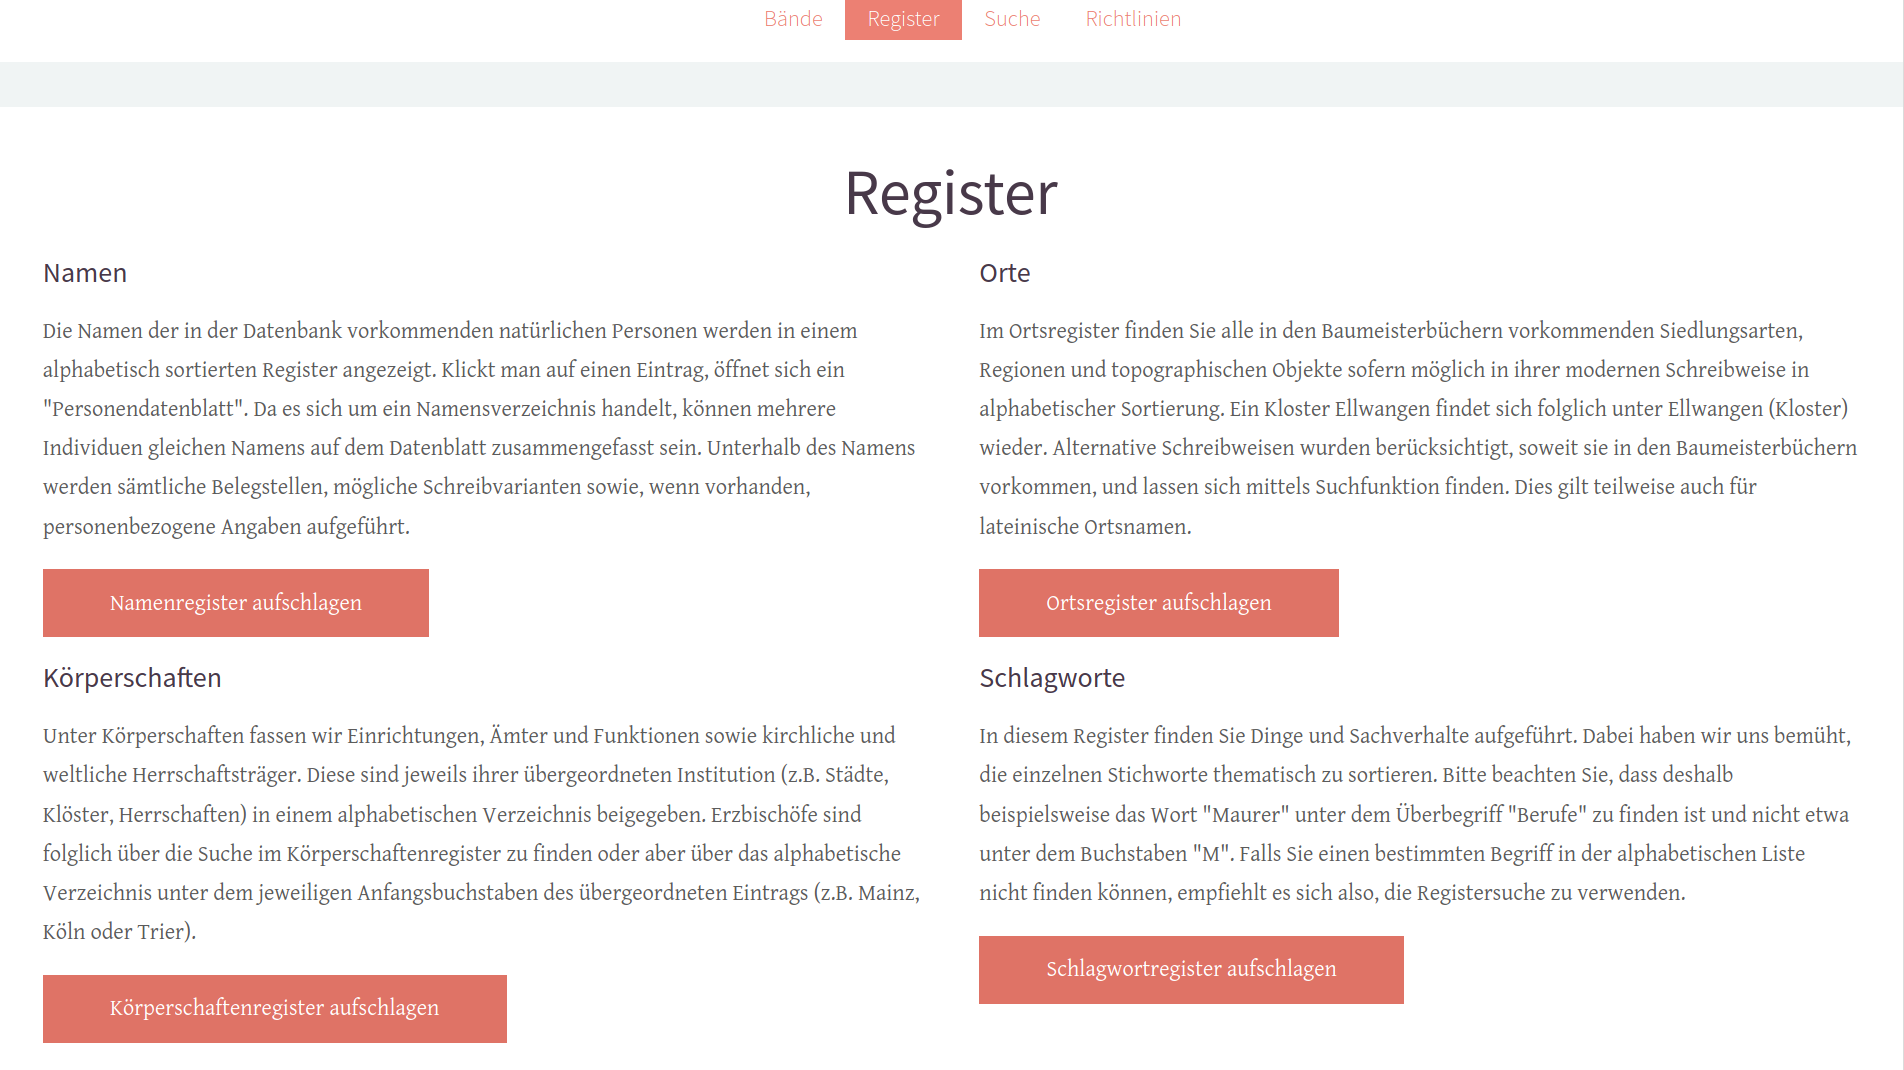 Bände Register Suche Richtlinien
Register
Namen
Die Namen der in der Datenbank vorkommenden natürlichen Personen werden in einem
alphabetisch sortierten Register angezeigt. Klickt man auf einen Eintrag, öffnet sich ein
"Personendatenblatt". Da es sich um ein Namensverzeichnis handelt, können mehrere
Individuen gleichen Namens auf dem Datenblatt zusammengefasst sein. Unterhalb des Namens
werden sämtliche Belegstellen, mögliche Schreibvarianten sowie, wenn vorhanden,
personenbezogene Angaben aufgeführt.
Namenregister aufschlagen
Orte
Im Ortsregister finden Sie alle in den Baumeisterbüchern vorkommenden Siedlungsarten,
Regionen und topographischen Objekte sofern möglich in ihrer modernen Schreibweise in
alphabetischer Sortierung. Ein Kloster Ellwangen findet sich folglich unter Ellwangen (Kloster)
wieder. Alternative Schreibweisen wurden berücksichtigt, soweit sie in den Baumeisterbüchern
vorkommen, und lassen sich mittels Suchfunktion finden. Dies gilt teilweise auch für
lateinische Ortsnamen.
Ortsregister aufschlagen
Körperschaften
Unter Körperschaften fassen wir Einrichtungen, Ämter und Funktionen sowie kirchliche und
weltliche Herrschaftsträger. Diese sind jeweils ihrer übergeordneten Institution (z.B. Städte,
Klöster, Herrschaften) in einem alphabetischen Verzeichnis beigegeben. Erzbischöfe sind
folglich über die Suche im Körperschaftenregister zu finden oder aber über das alphabetische
Verzeichnis unter dem jeweiligen Anfangsbuchstaben des übergeordneten Eintrags (z.B. Mainz,
Köln oder Trier).
Körperschaftenregister aufschlagen
Schlagworte
In diesem Register finden Sie Dinge und Sachverhalte aufgeführt. Dabei haben wir uns bemüht,
die einzelnen Stichworte thematisch zu sortieren. Bitte beachten Sie, dass deshalb
beispielsweise das Wort "Maurer" unter dem Überbegriff "Berufe" zu finden ist und nicht etwa
unter dem Buchstaben "M". Falls Sie einen bestimmten Begriff in der alphabetischen Liste
nicht finden können, empfiehlt es sich also, die Registersuche zu verwenden.
Schlagwortregister aufschlagen